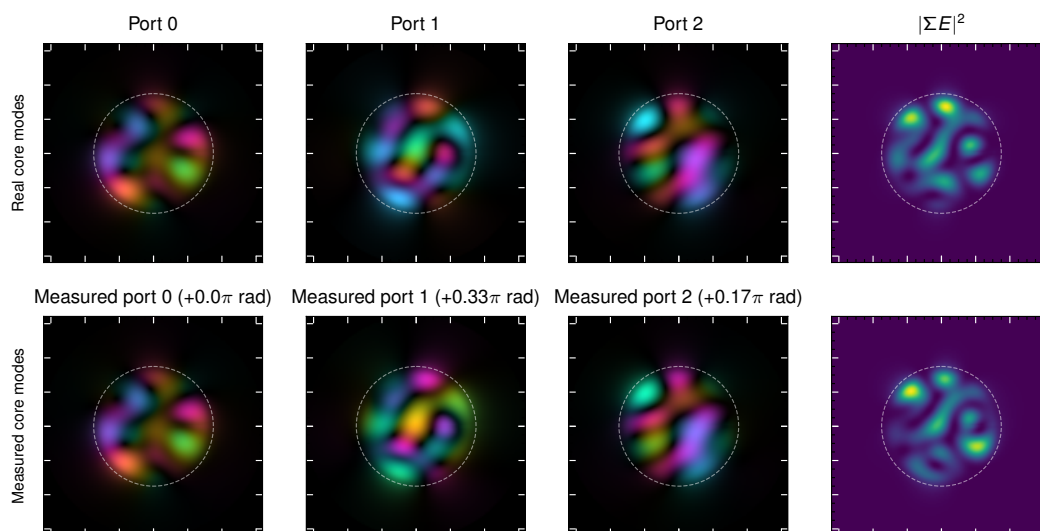 Port 0
Port 1
Port 2
|ΣE|²
Real core modes
Measured port 0 (+0.0π rad)
Measured port 1 (+0.33π rad)
Measured port 2 (+0.17π rad)
Measured core modes